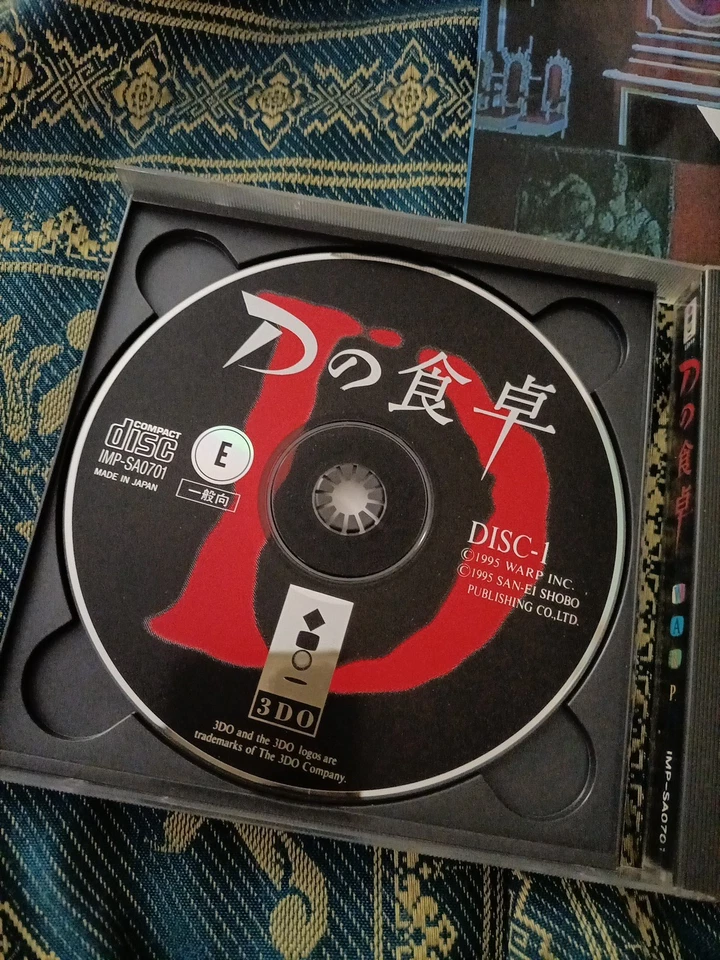 Dの食卓
COMPACT
disc
IMP-SA0701
MADE IN JAPAN
E
一般向
DISC-1
©1995 WARP INC.
©1995 SAN-EI SHOBO
PUBLISHING CO.,LTD.
3DO
3DO and the 3DO logos are
trademarks of The 3DO Company.
Dの食卓
W
A
R
P